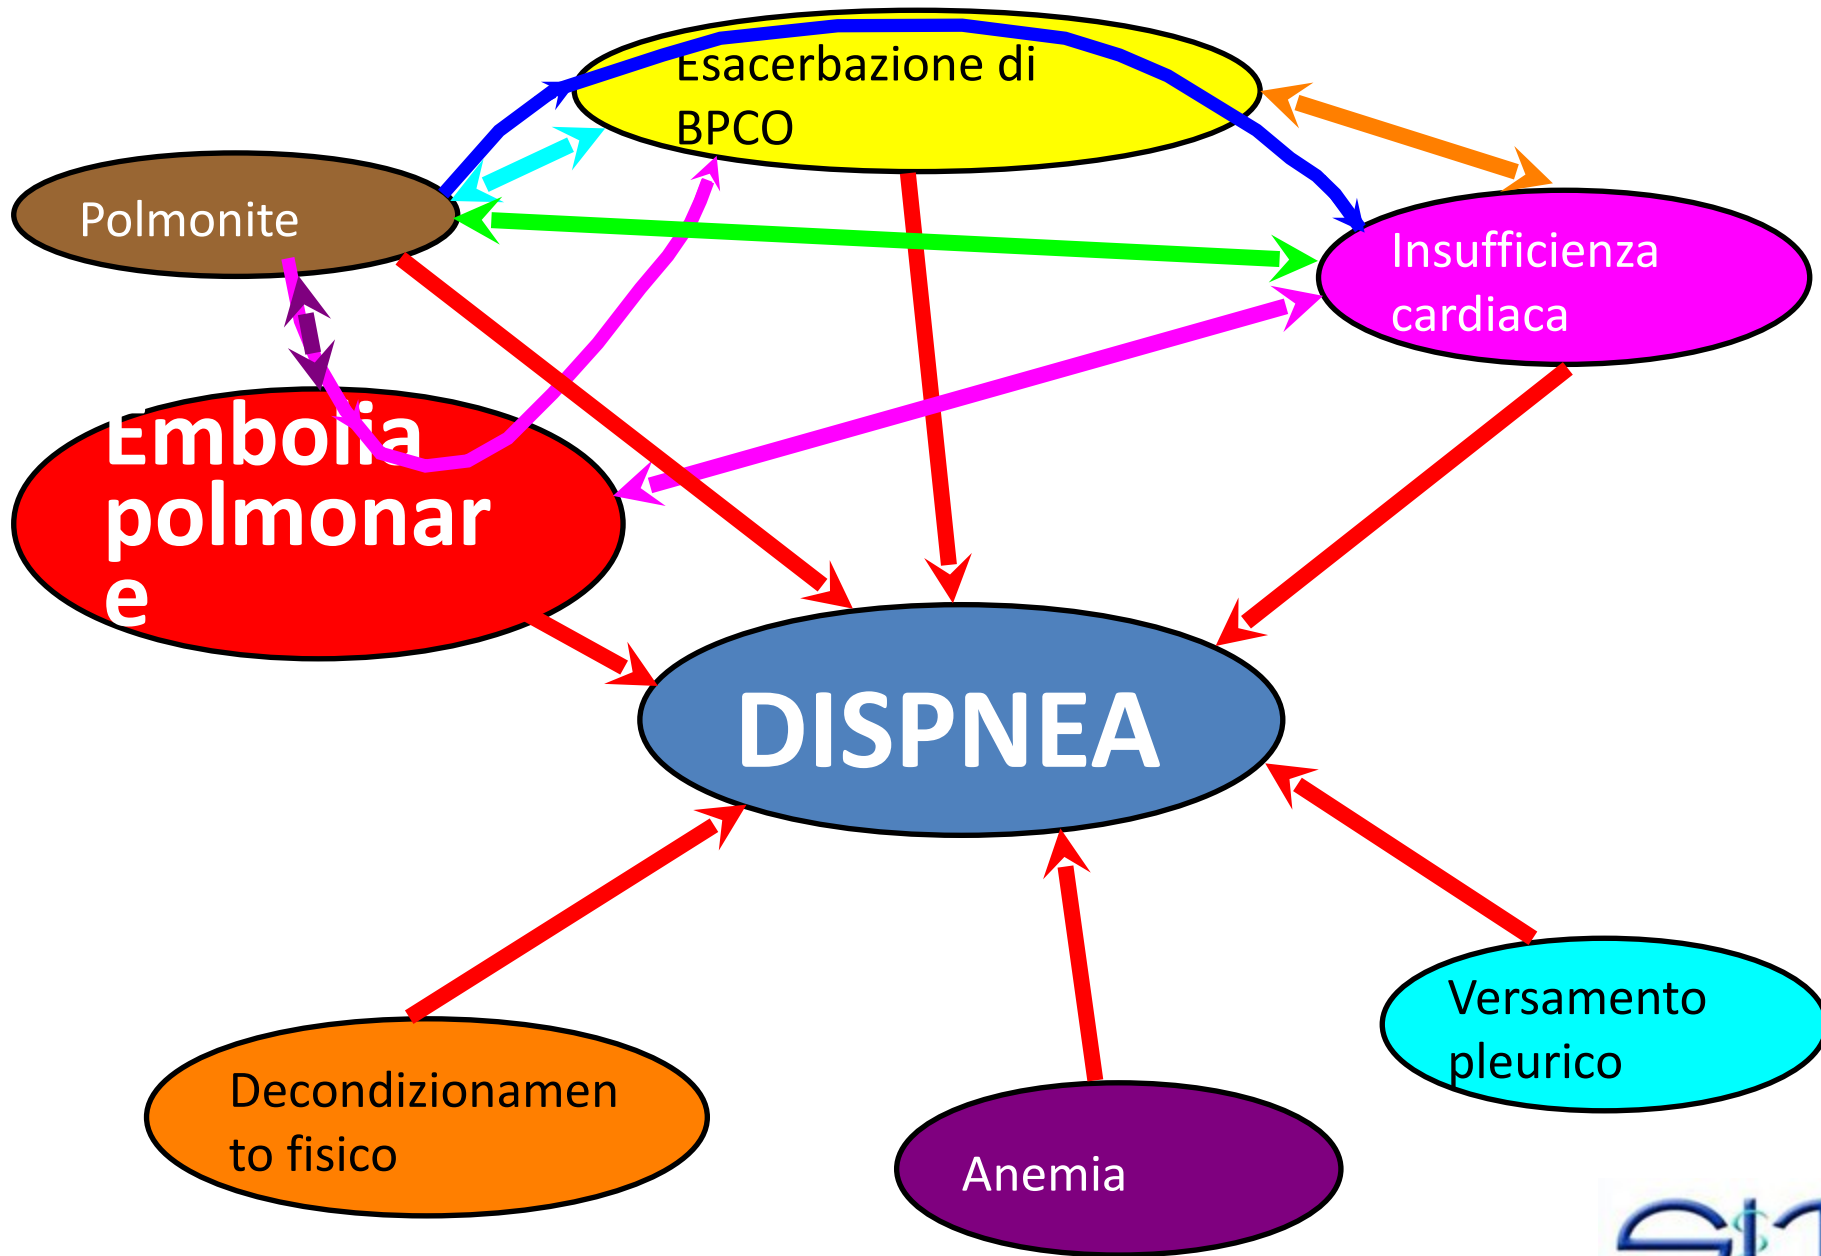 Esacerbazione di
BPCO
Polmonite
Insufficienza
cardiaca
Embolia
polmonar
e
DISPNEA
Versamento
pleurico
Decondizionamen
to fisico
Anemia